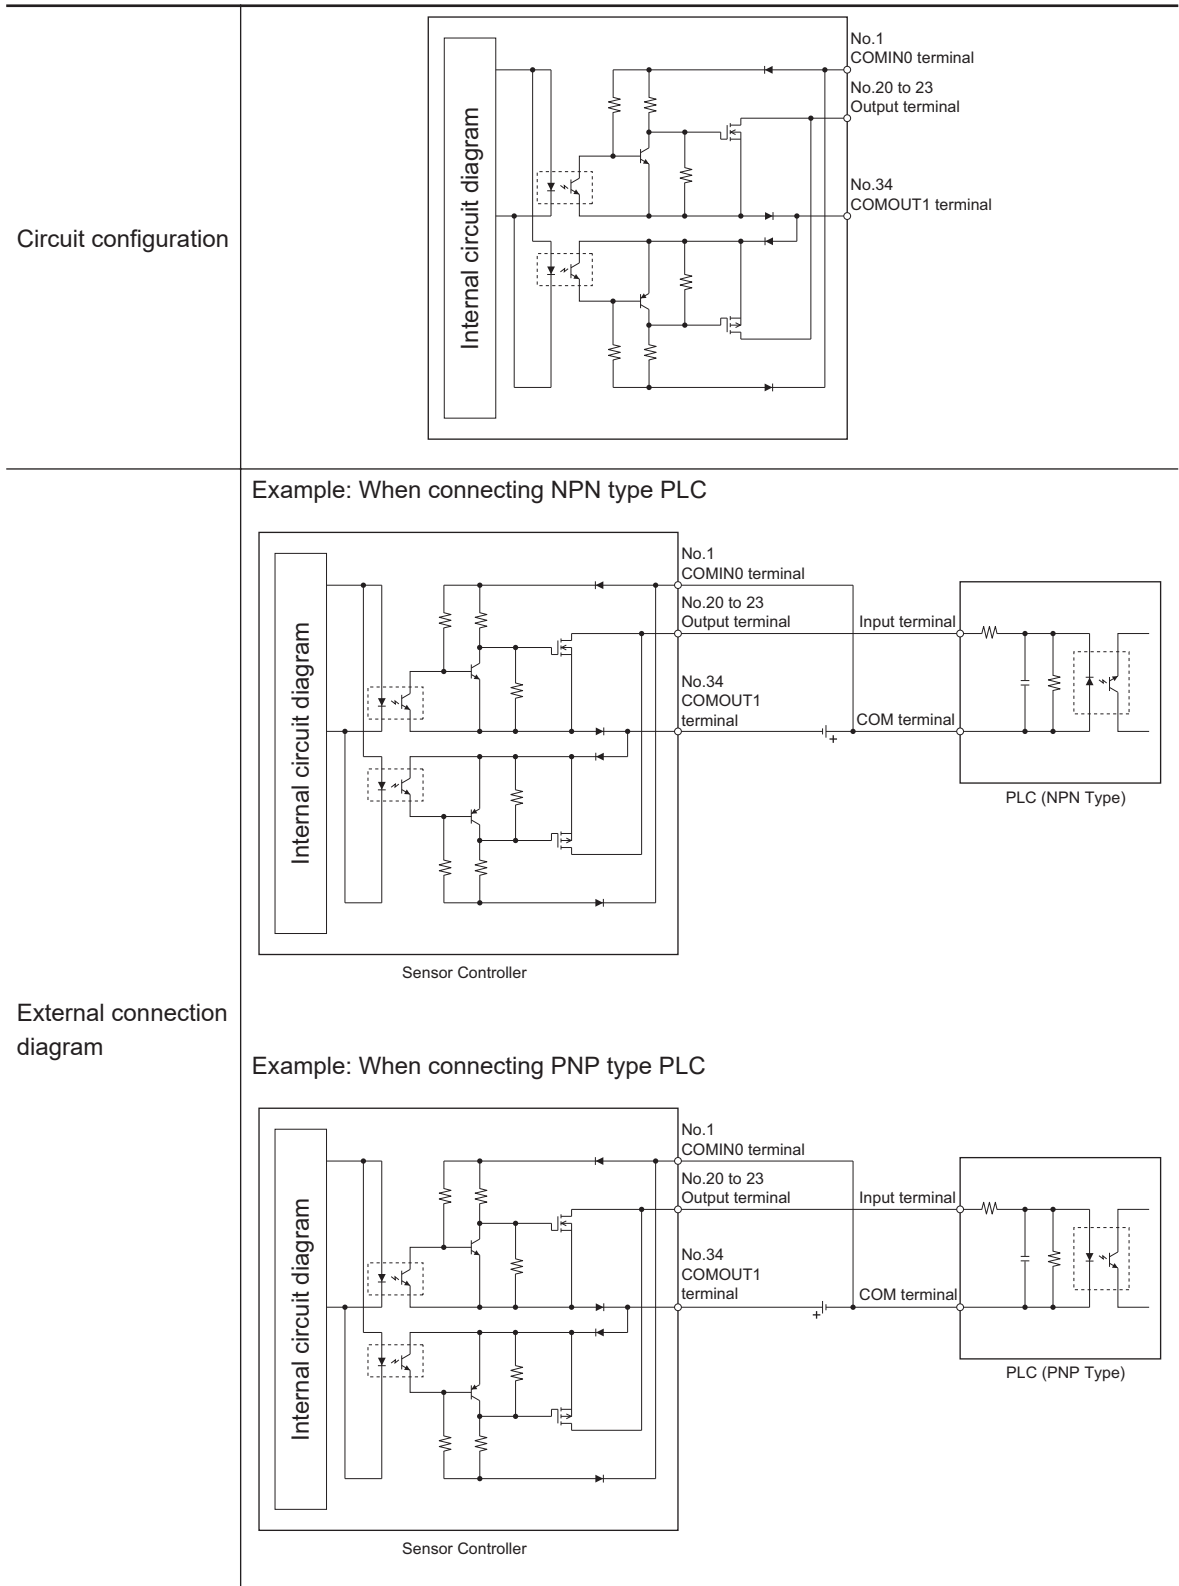 Circuit configuration
Internal circuit diagram
No.1
COMIN0 terminal
No.20 to 23
Output terminal
No.34
COMOUT1 terminal
External connection
diagram
Example: When connecting NPN type PLC
Internal circuit diagram
No.1
COMIN0 terminal
No.20 to 23
Output terminal
Input terminal
No.34
COMOUT1
terminal
COM terminal
+
PLC (NPN Type)
Sensor Controller
Example: When connecting PNP type PLC
Internal circuit diagram
No.1
COMIN0 terminal
No.20 to 23
Output terminal
Input terminal
No.34
COMOUT1
terminal
COM terminal
+
PLC (PNP Type)
Sensor Controller